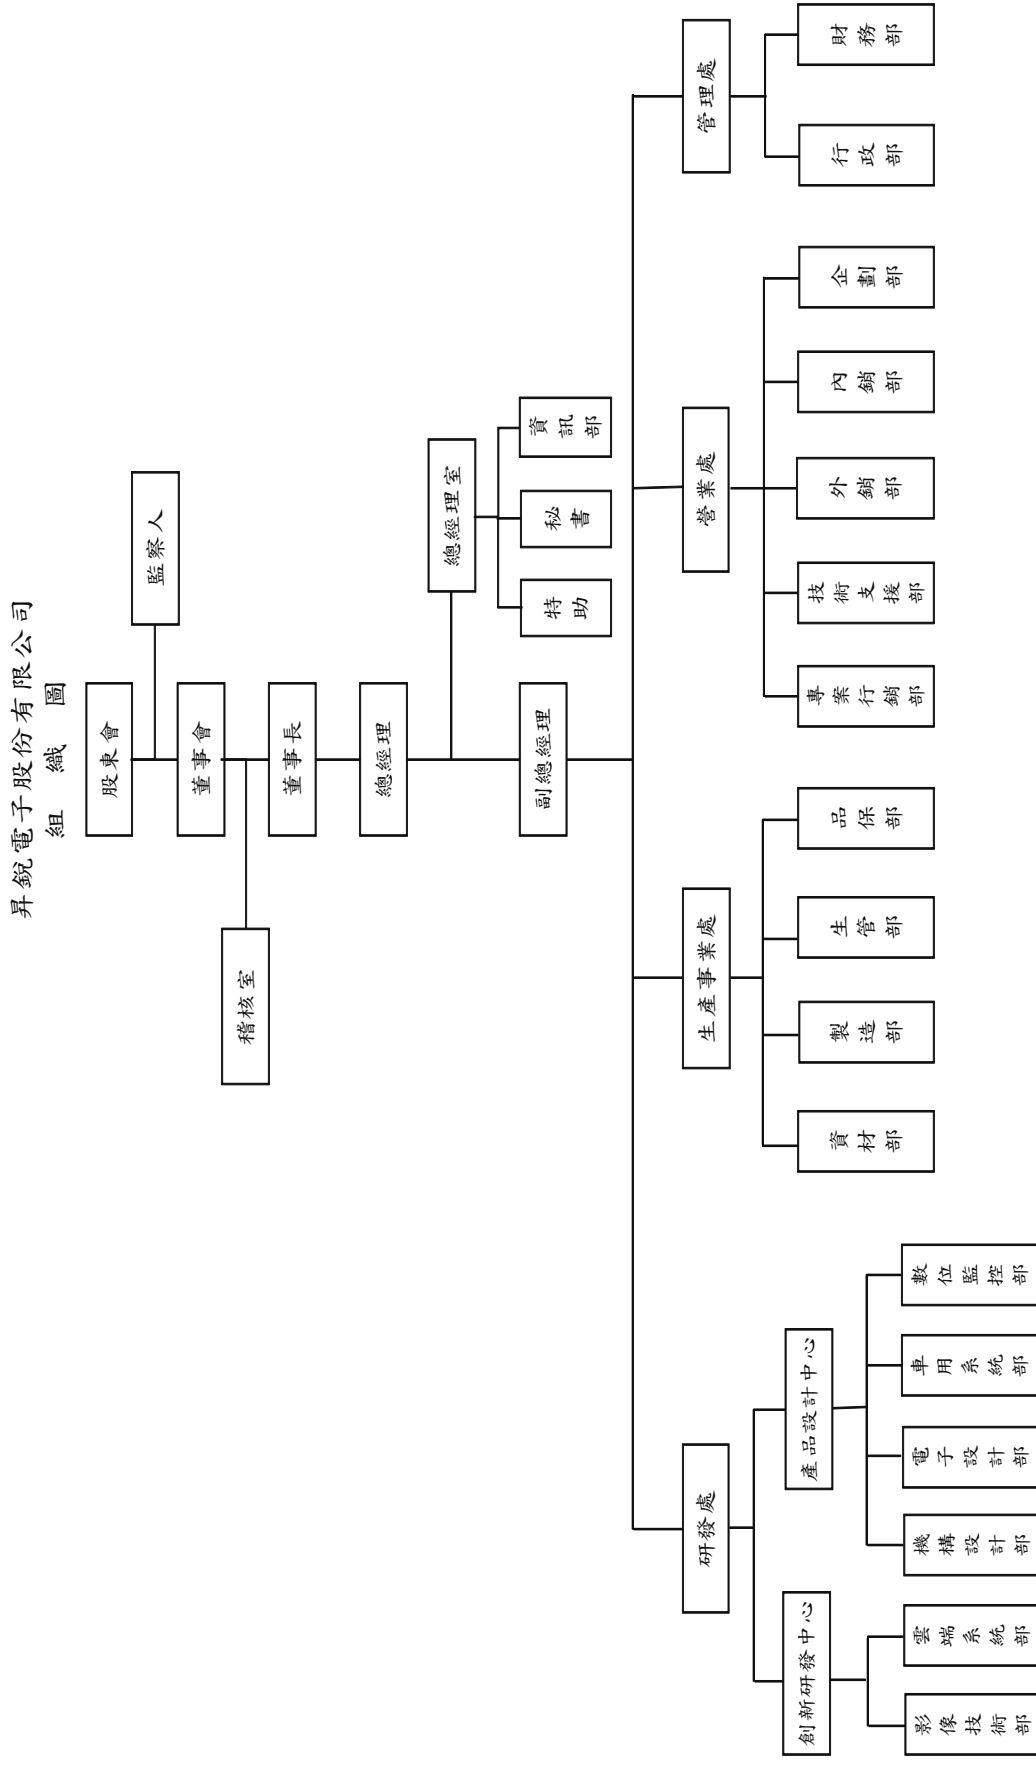 昇銳電子股份有限公司
組織圖
股東會
監察人
董事會
稽核室
董事長
總經理
總經理室
特助
秘書
資訊部
副總經理
研發處
生產事業處
營業處
管理處
創新研發中心
產品設計中心
資材部
製造部
生管部
品保部
專案行銷部
技術支援部
外銷部
內銷部
企劃部
行政部
財務部
影像技術部
雲端系統部
機構設計部
電子設計部
車用系統部
數位監控部